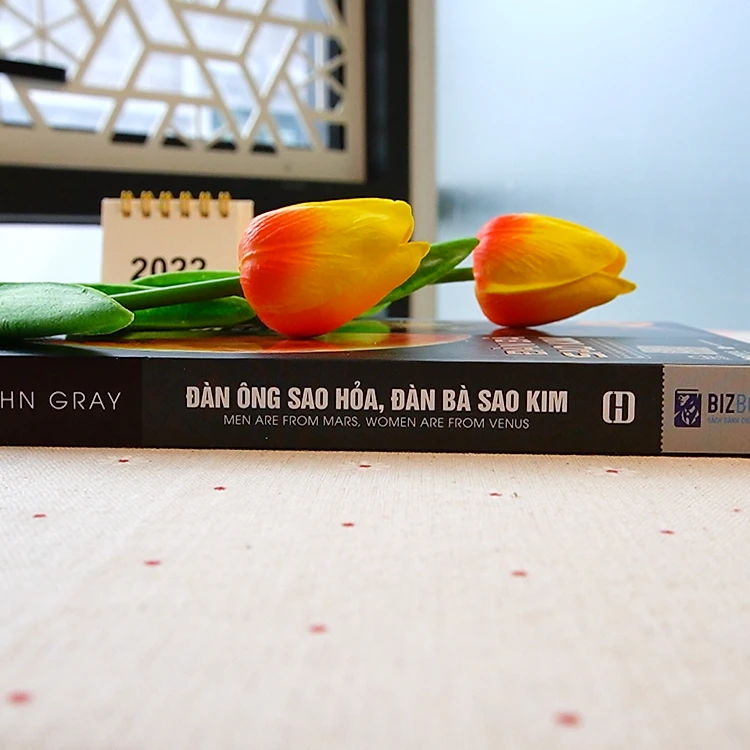 2022
HN GRAY
ĐÀN ÔNG SAO HỎA, ĐÀN BÀ SAO KIM
MEN ARE FROM MARS, WOMEN ARE FROM VENUS
H
BIZB